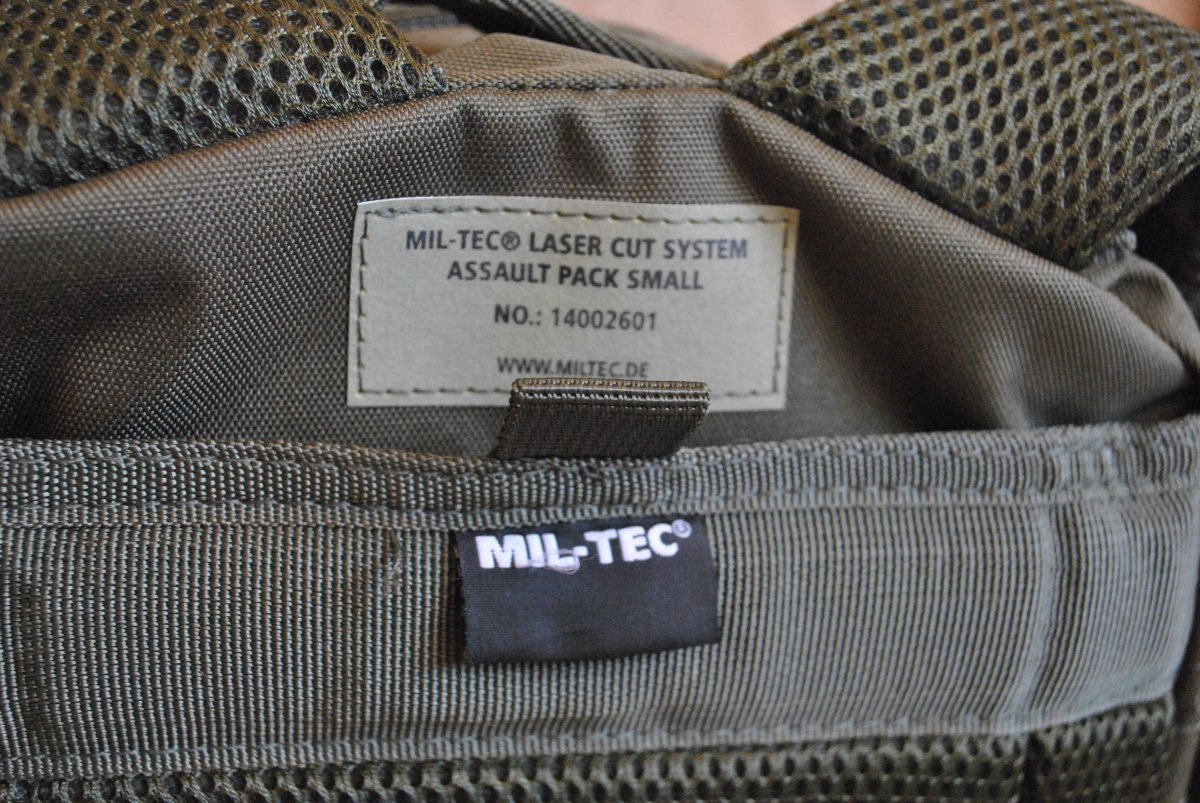 MIL-TEC® LASER CUT SYSTEM
ASSAULT PACK SMALL
NO.: 14002601
WWW.MILTEC.DE
MIL-TEC®